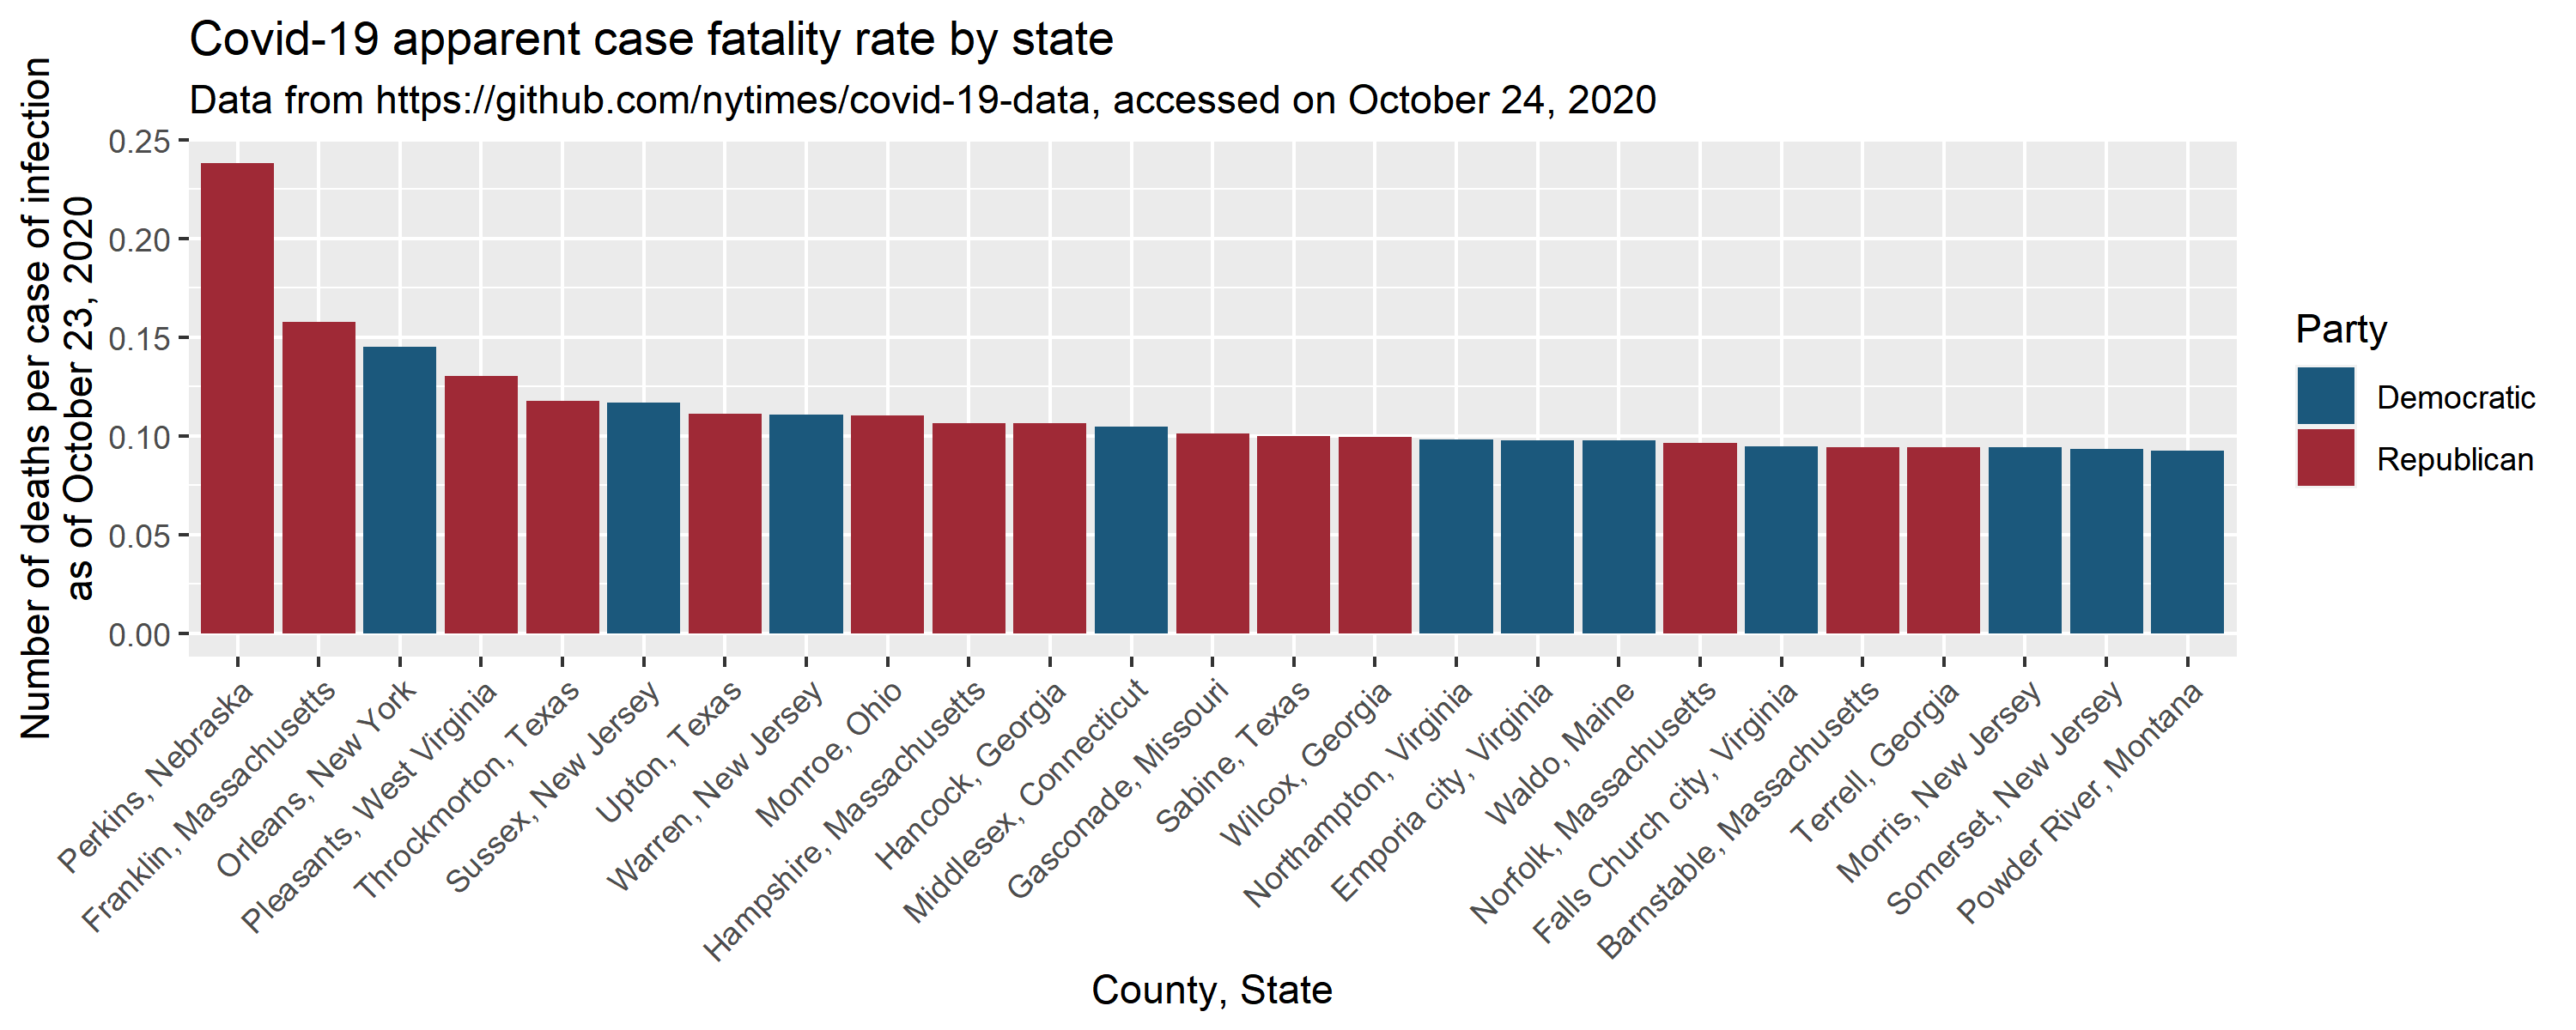 Covid-19 apparent case fatality rate by state
Data from https://github.com/nytimes/covid-19-data, accessed on October 24, 2020
Number of deaths per case of infection
as of October 23, 2020
0.25
0.20
0.15
0.10
0.05
0.00
Perkins, Nebraska
Franklin, Massachusetts
Orleans, New York
Pleasants, West Virginia
Throckmorton, Texas
Sussex, New Jersey
Upton, Texas
Warren, New Jersey
Monroe, Ohio
Hampshire, Massachusetts
Hancock, Georgia
Middlesex, Connecticut
Gasconade, Missouri
Sabine, Texas
Wilcox, Georgia
Northampton, Virginia
Emporia city, Virginia
Waldo, Maine
Norfolk, Massachusetts
Falls Church city, Virginia
Barnstable, Massachusetts
Terrell, Georgia
Morris, New Jersey
Somerset, New Jersey
Powder River, Montana
County, State
Party
Democratic
Republican